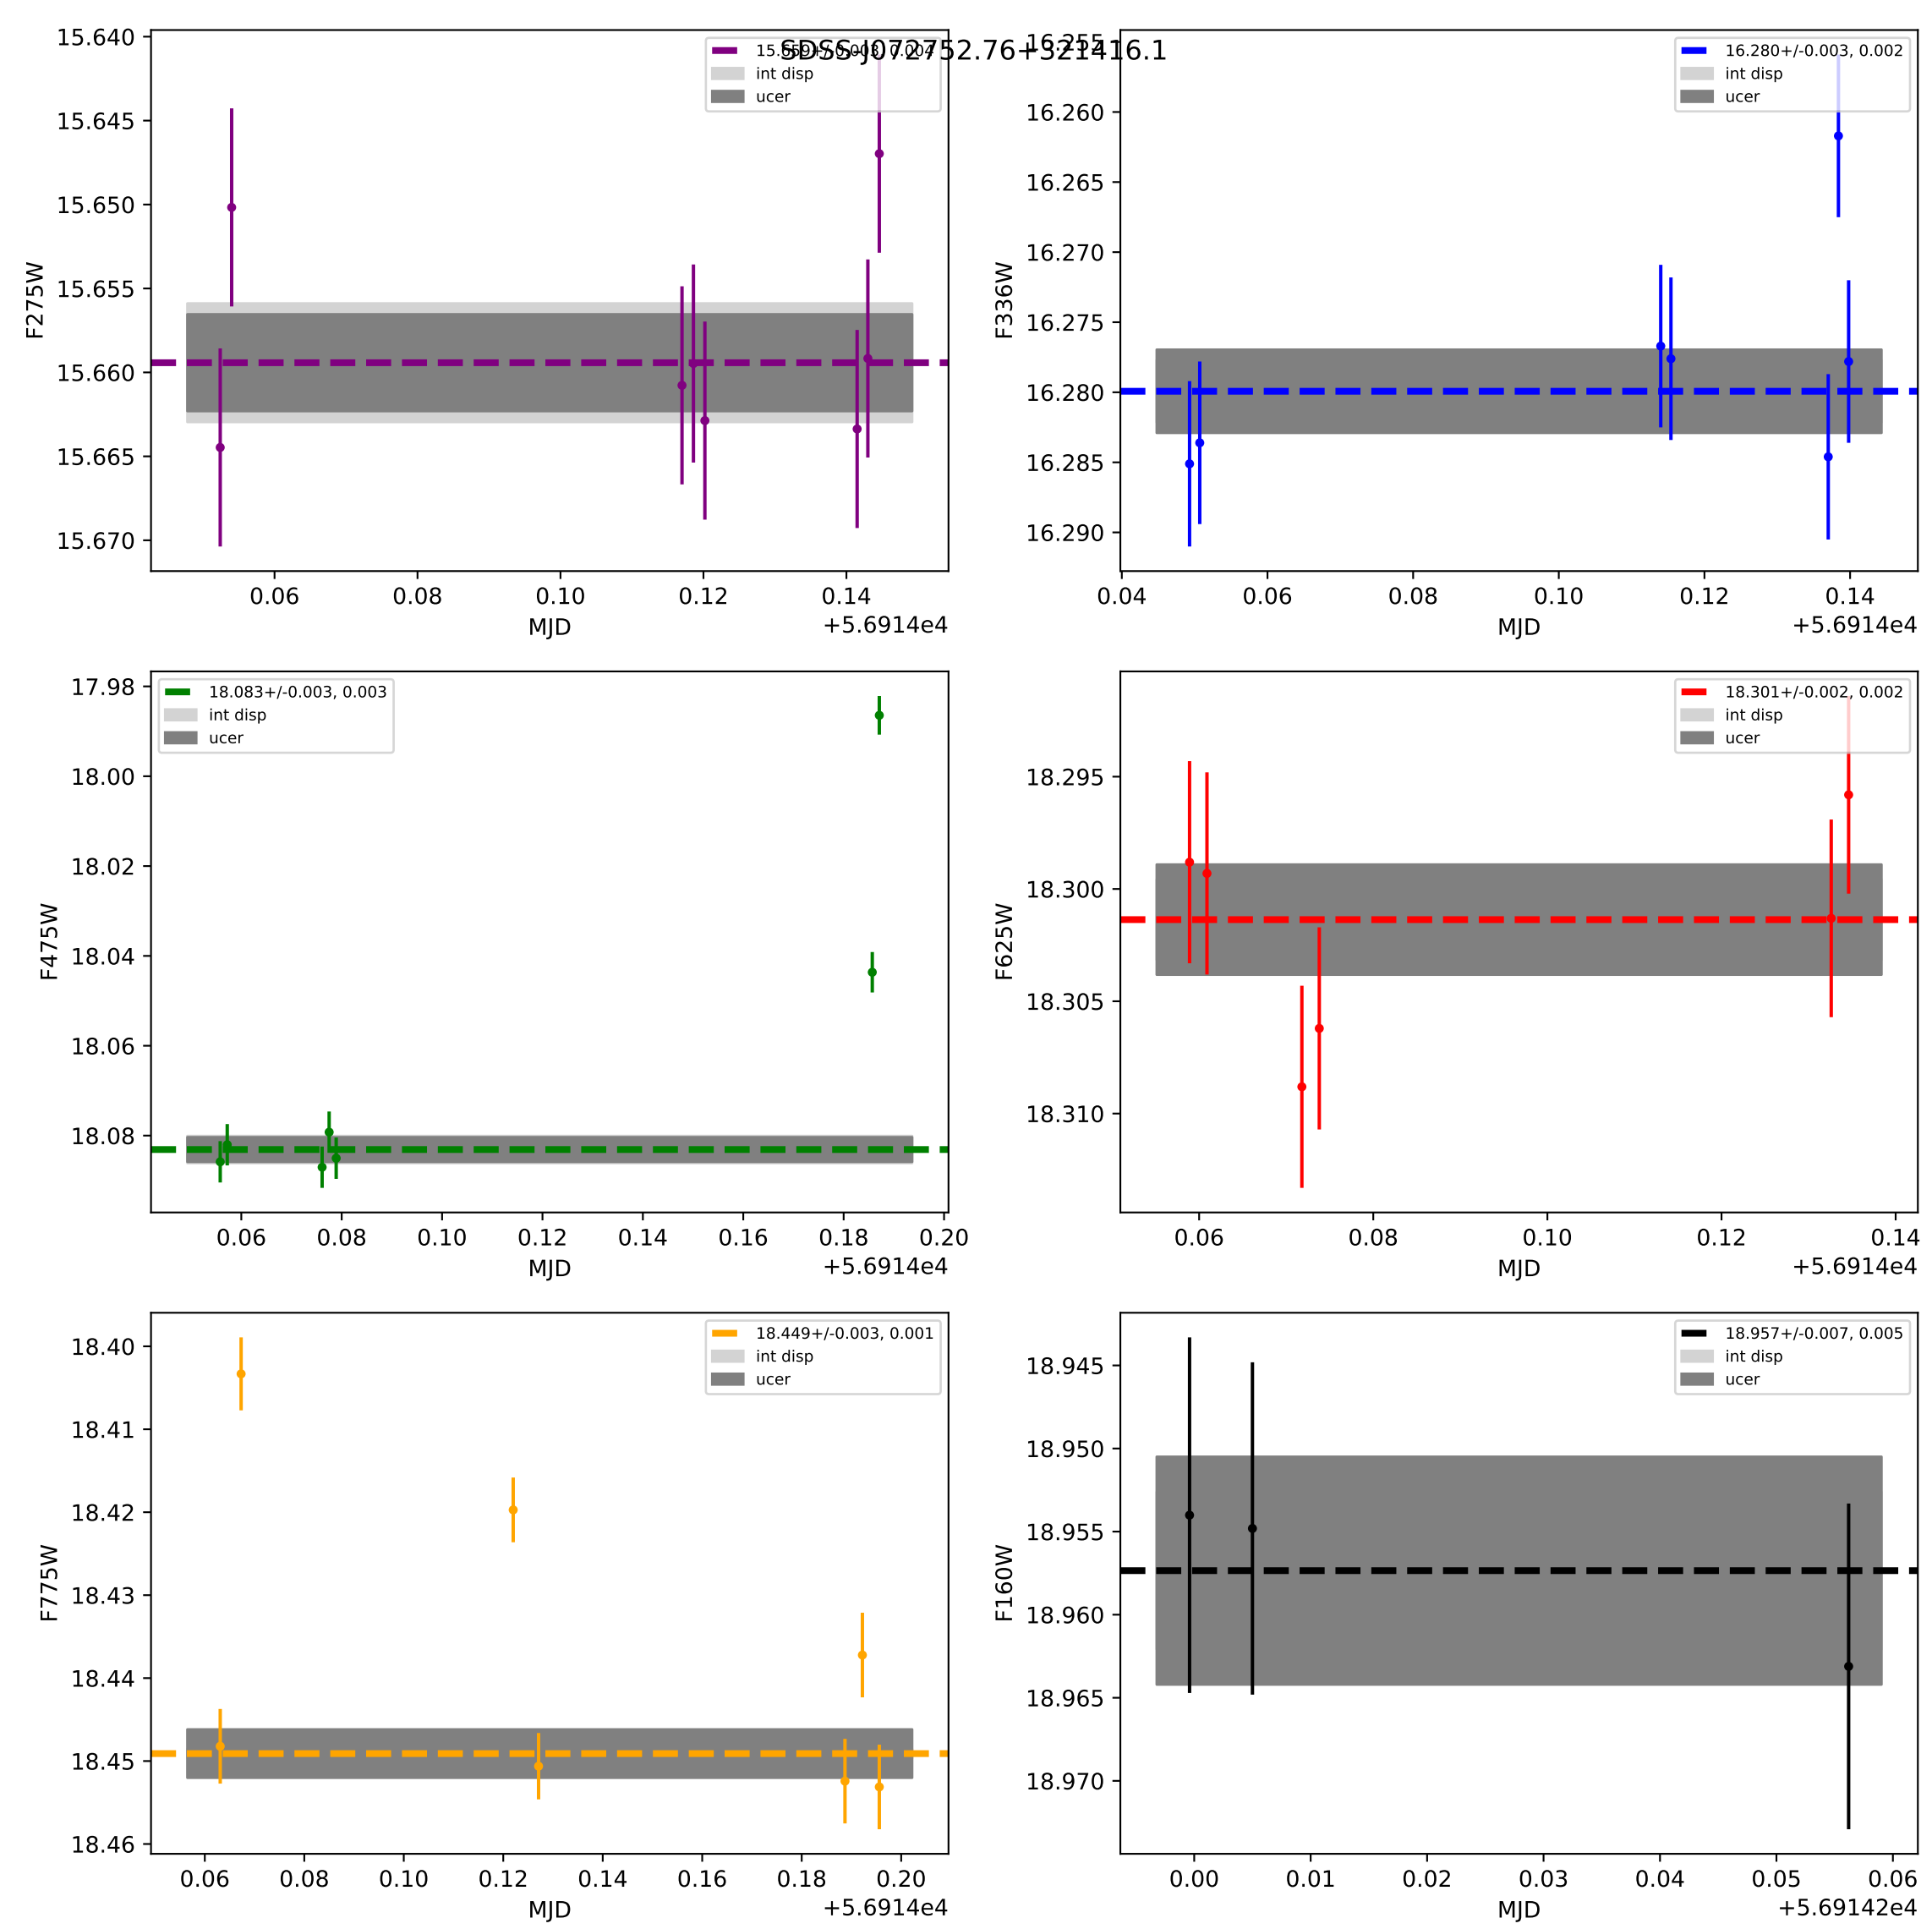 SDSS-J072752.76+321416.1
15.640
15.645
15.650
15.655
15.660
15.665
15.670
F275W
15.659+/-0.003, 0.004
int disp
ucer
0.06
0.08
0.10
0.12
0.14
MJD
+5.6914e4
16.255
16.260
16.265
16.270
16.275
16.280
16.285
16.290
F336W
16.280+/-0.003, 0.002
int disp
ucer
0.04
0.06
0.08
0.10
0.12
0.14
MJD
+5.6914e4
17.98
18.00
18.02
18.04
18.06
18.08
F475W
18.083+/-0.003, 0.003
int disp
ucer
0.06
0.08
0.10
0.12
0.14
0.16
0.18
0.20
MJD
+5.6914e4
18.295
18.300
18.305
18.310
F625W
18.301+/-0.002, 0.002
int disp
ucer
0.06
0.08
0.10
0.12
0.14
MJD
+5.6914e4
18.40
18.41
18.42
18.43
18.44
18.45
18.46
F775W
18.449+/-0.003, 0.001
int disp
ucer
0.06
0.08
0.10
0.12
0.14
0.16
0.18
0.20
MJD
+5.6914e4
18.945
18.950
18.955
18.960
18.965
18.970
F160W
18.957+/-0.007, 0.005
int disp
ucer
0.00
0.01
0.02
0.03
0.04
0.05
0.06
MJD
+5.69142e4